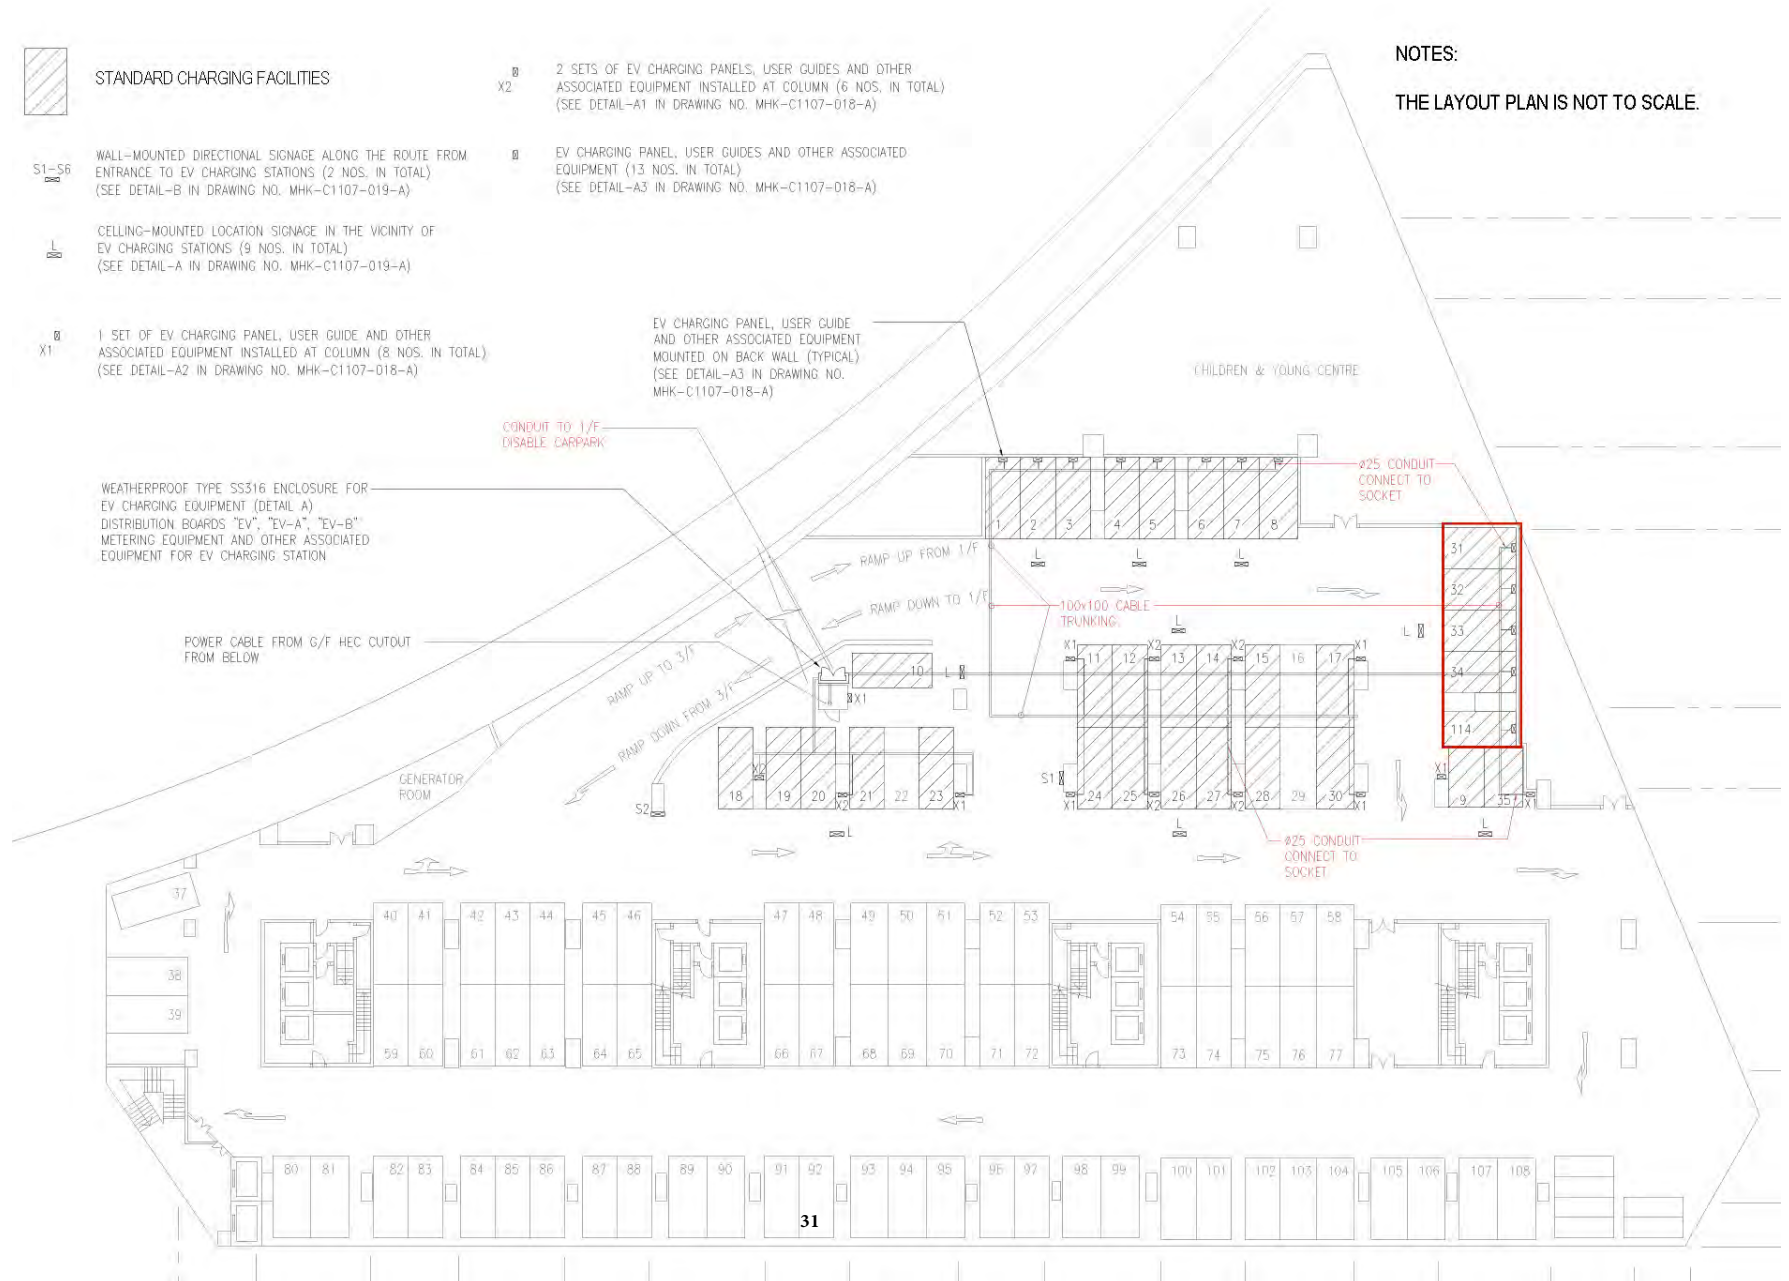 STANDARD CHARGING FACILITIES
S1-S6
WALL-MOUNTED DIRECTIONAL SIGNAGE ALONG THE ROUTE FROM
ENTRANCE TO EV CHARGING STATIONS (2 NOS. IN TOTAL)
(SEE DETAIL-B IN DRAWING NO. MHK-C1107-019-A)
L
CELLING-MOUNTED LOCATION SIGNAGE IN THE VICINITY OF
EV CHARGING STATIONS (9 NOS. IN TOTAL)
(SEE DETAIL-A IN DRAWING NO. MHK-C1107-019-A)
X1
1 SET OF EV CHARGING PANEL, USER GUIDE AND OTHER
ASSOCIATED EQUIPMENT INSTALLED AT COLUMN (8 NOS. IN TOTAL)
(SEE DETAIL-A2 IN DRAWING NO. MHK-C1107-018-A)
X2
2 SETS OF EV CHARGING PANELS, USER GUIDES AND OTHER
ASSOCIATED EQUIPMENT INSTALLED AT COLUMN (6 NOS. IN TOTAL)
(SEE DETAIL-A1 IN DRAWING NO. MHK-C1107-018-A)
EV CHARGING PANEL, USER GUIDES AND OTHER ASSOCIATED
EQUIPMENT (13 NOS. IN TOTAL)
(SEE DETAIL-A3 IN DRAWING NO. MHK-C1107-018-A)
NOTES:
THE LAYOUT PLAN IS NOT TO SCALE.
EV CHARGING PANEL, USER GUIDE
AND OTHER ASSOCIATED EQUIPMENT
MOUNTED ON BACK WALL (TYPICAL)
(SEE DETAIL-A3 IN DRAWING NO.
MHK-C1107-018-A)
CHILDREN & YOUNG CENTRE
CONDUIT TO 1/F
DISABLE CARPARK
WEATHERPROOF TYPE SS316 ENCLOSURE FOR
EV CHARGING EQUIPMENT (DETAIL A)
DISTRIBUTION BOARDS "EV", "EV-A", "EV-B"
METERING EQUIPMENT AND OTHER ASSOCIATED
EQUIPMENT FOR EV CHARGING STATION
ø25 CONDUIT
CONNECT TO
SOCKET
1 2 3 4 5 6 7 8
L L L
RAMP UP FROM 1/F
RAMP DOWN TO 1/F
100x100 CABLE
TRUNKING
31
32
33
34
114
L
L
POWER CABLE FROM G/F HEC CUTOUT
FROM BELOW
RAMP UP TO 3/F
RAMP DOWN FROM 3/F
10 L
X1
X1 X2 X2 X1
11 12 13 14 15 16 17
GENERATOR
ROOM
S2
X2
18 19 20 21 22 23
X2 X1
L
S1
24 25 26 27 28 29 30
X1 X2 X2 X1
L
X1
9 35
X1
L
ø25 CONDUIT
CONNECT TO
SOCKET
37
38
39
40 41 42 43 44 45 46 47 48 49 50 51 52 53 54 55 56 57 58
59 60 61 62 63 64 65 66 67 68 69 70 71 72 73 74 75 76 77
80 81 82 83 84 85 86 87 88 89 90 91 92 93 94 95 96 97 98 99 100 101 102 103 104 105 106 107 108
31